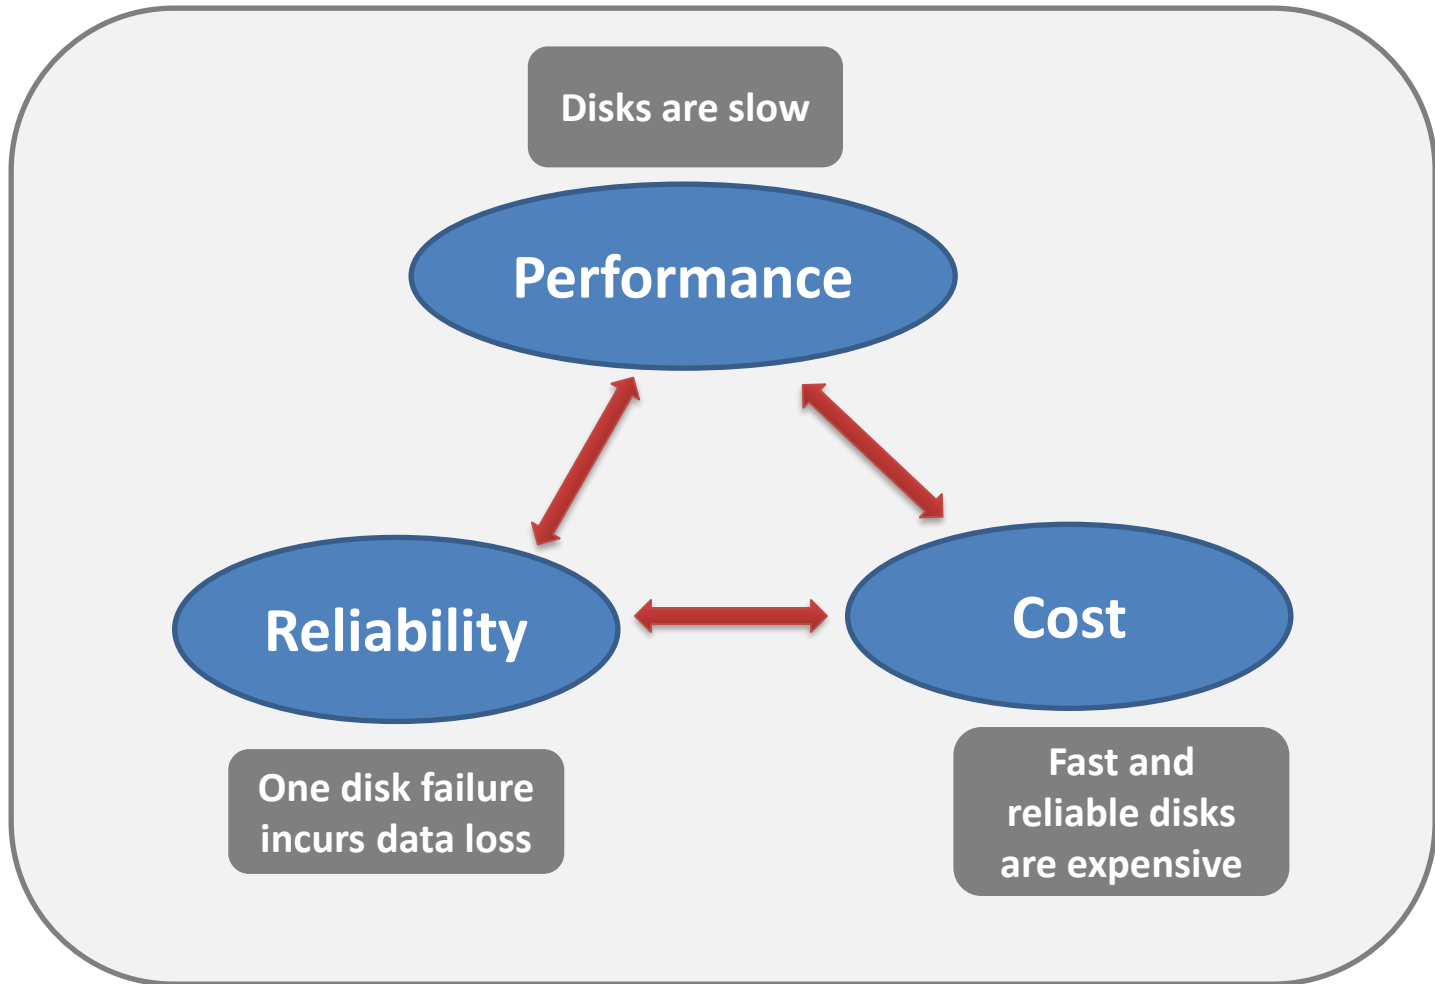 Disks are slow
Performance
Reliability
Cost
One disk failure
incurs data loss
Fast and
reliable disks
are expensive